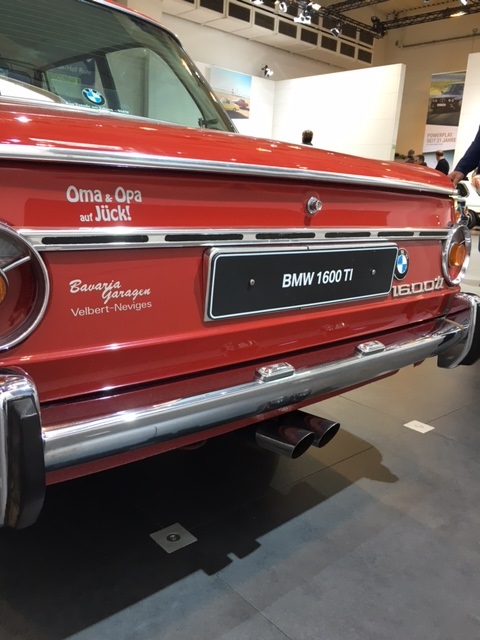 Oma & Opa
auf Jück!
Bavaria
Garagen
Velbert-Neviges
BMW 1600 TI
1600ti